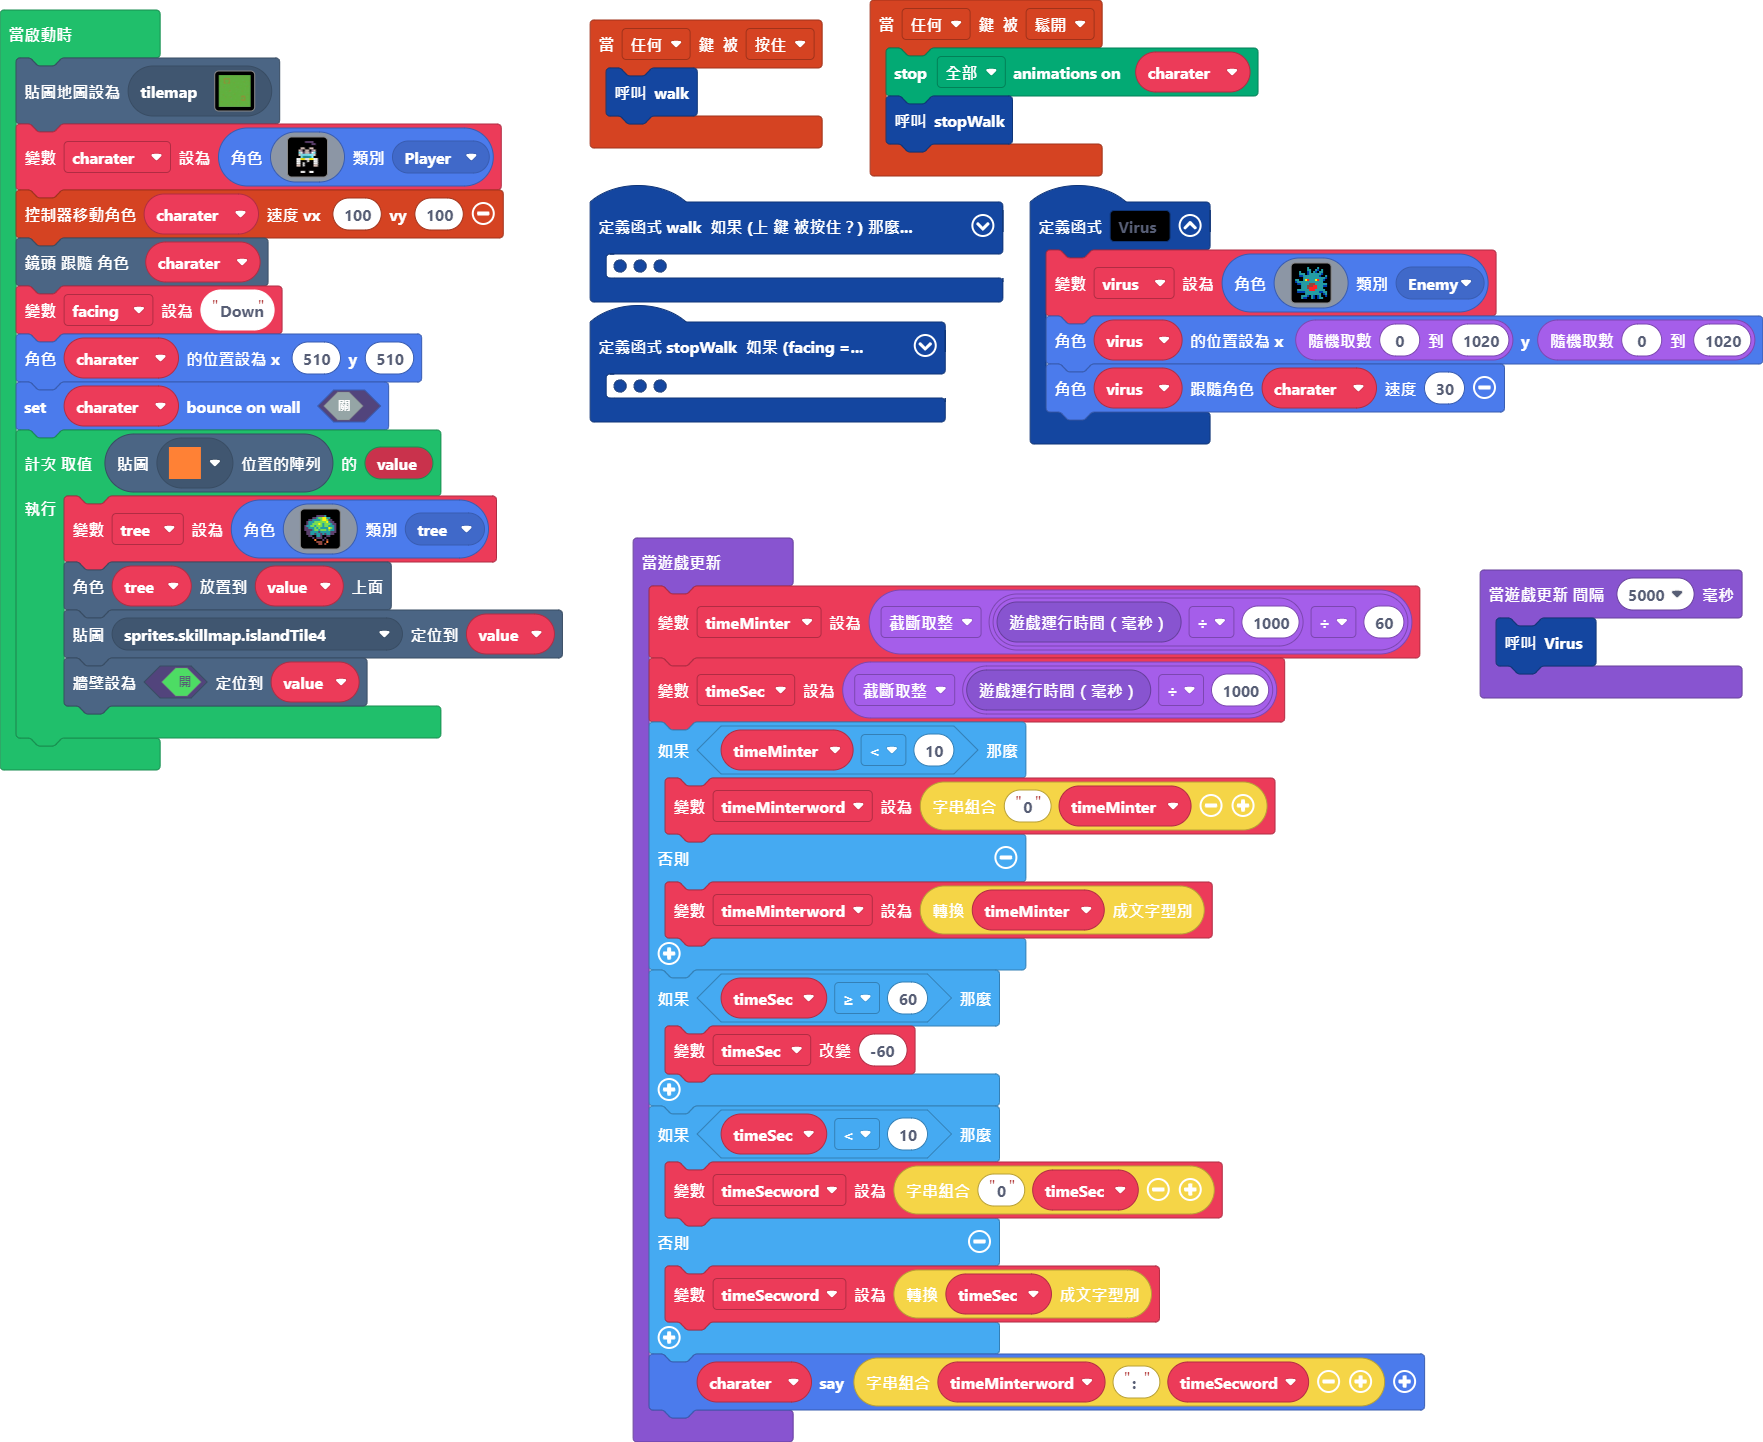 當啟動時
貼圖地圖設為 tilemap
變數 charater 設為 角色 類別 Player
控制器移動角色 charater 速度 vx 100 vy 100
鏡頭 跟隨 角色 charater
變數 facing 設為 "Down"
角色 charater 的位置設為 x 510 y 510
set charater bounce on wall 關
計次 取值 貼圖 位置的陣列 的 value
執行
變數 tree 設為 角色 類別 tree
角色 tree 放置到 value 上面
貼圖 sprites.skillmap.islandTile4 定位到 value
牆壁設為 開 定位到 value
當 任何 鍵 被 按住
呼叫 walk
當 任何 鍵 被 鬆開
stop 全部 animations on charater
呼叫 stopWalk
定義函式 walk 如果 (上 鍵 被按住？) 那麼...
定義函式 stopWalk 如果 (facing =...
定義函式 Virus
變數 virus 設為 角色 類別 Enemy
角色 virus 的位置設為 x 隨機取數 0 到 1020 y 隨機取數 0 到 1020
角色 virus 跟隨角色 charater 速度 30
當遊戲更新
變數 timeMinter 設為 截斷取整 遊戲運行時間（毫秒） ÷ 1000 ÷ 60
變數 timeSec 設為 截斷取整 遊戲運行時間（毫秒） ÷ 1000
如果 timeMinter < 10 那麼
變數 timeMinterword 設為 字串組合 "0" timeMinter
否則
變數 timeMinterword 設為 轉換 timeMinter 成文字型別
如果 timeSec ≥ 60 那麼
變數 timeSec 改變 -60
如果 timeSec < 10 那麼
變數 timeSecword 設為 字串組合 "0" timeSec
否則
變數 timeSecword 設為 轉換 timeSec 成文字型別
charater say 字串組合 timeMinterword ":" timeSecword
當遊戲更新 間隔 5000 毫秒
呼叫 Virus